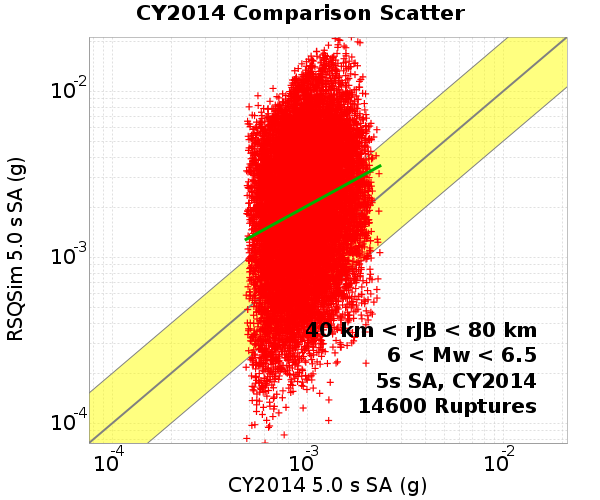 CY2014 Comparison Scatter
RSQSim 5.0 s SA (g)
10-2
10-3
10-4
40 km < rJB < 80 km
6 < Mw < 6.5
5s SA, CY2014
14600 Ruptures
10-4
10-3
10-2
CY2014 5.0 s SA (g)